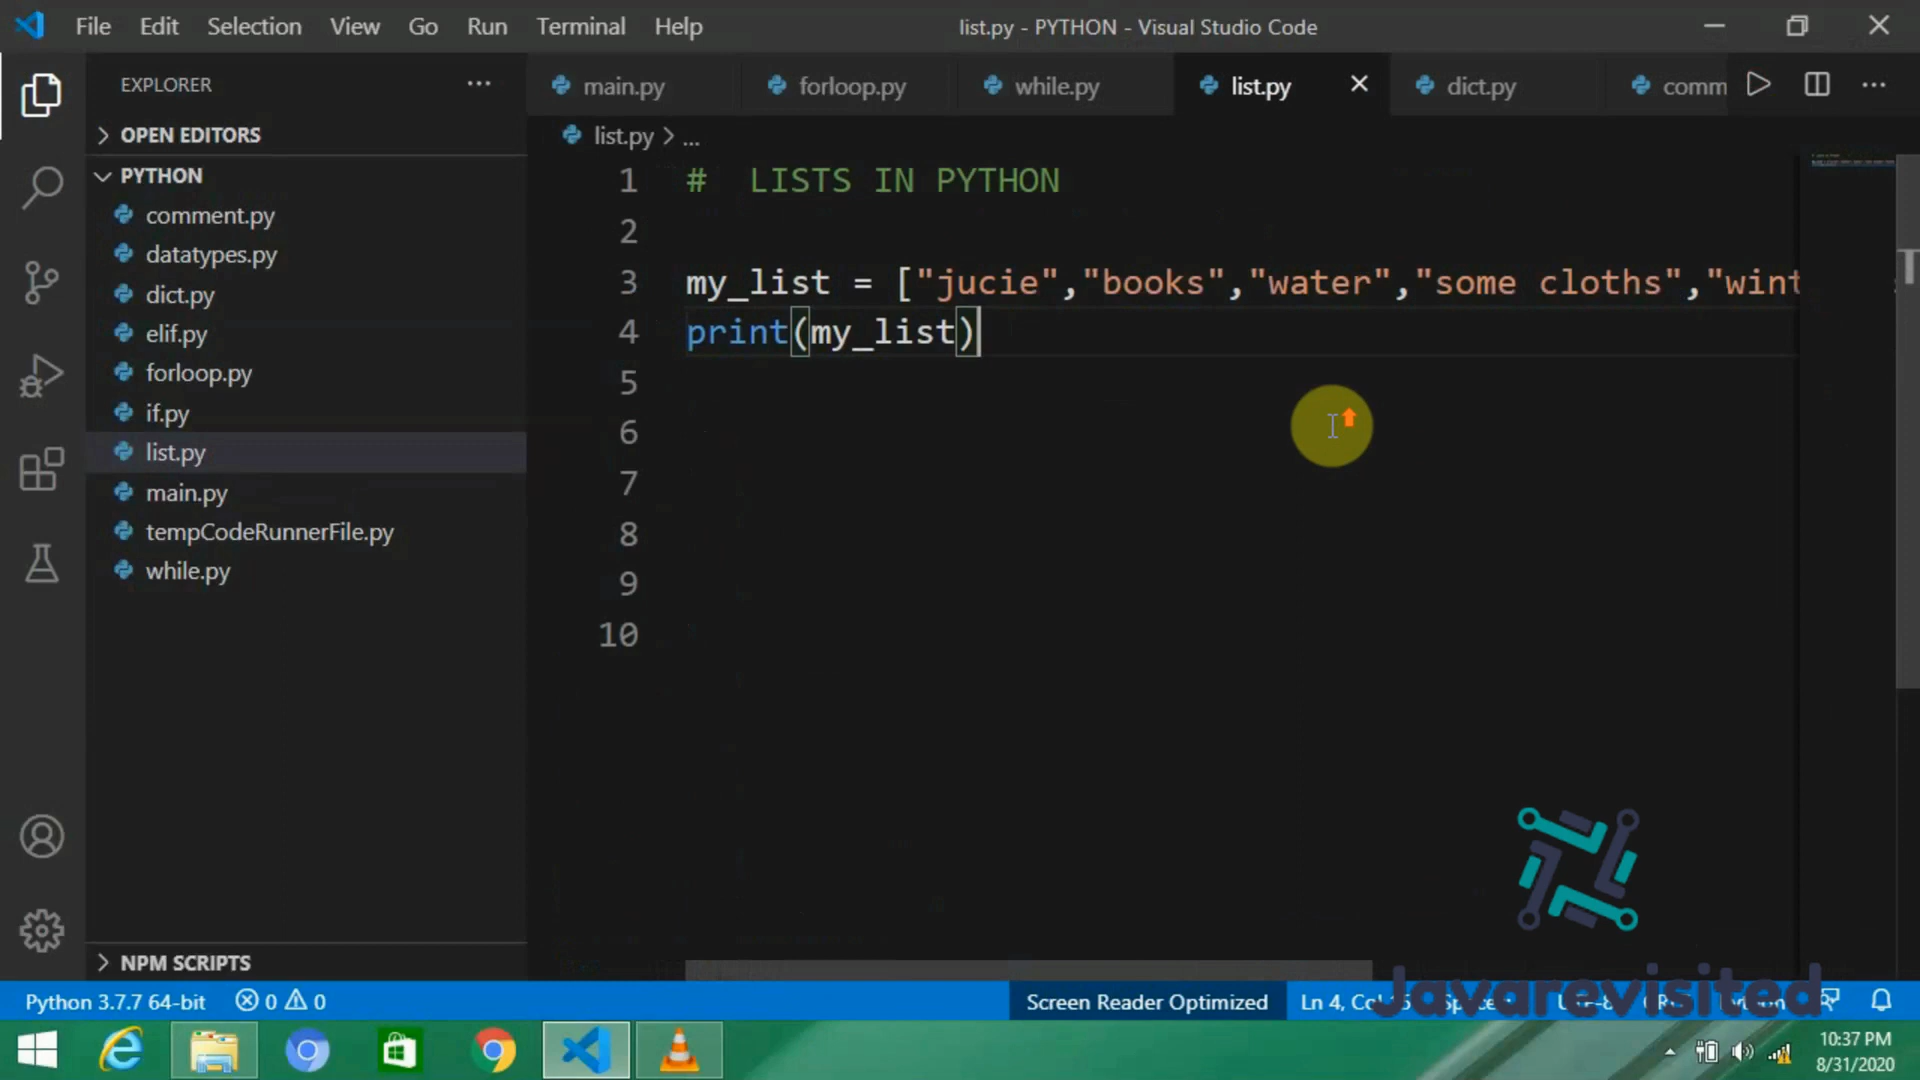 File Edit Selection View Go Run Terminal Help
list.py - PYTHON - Visual Studio Code
EXPLORER
OPEN EDITORS
PYTHON
comment.py
datatypes.py
dict.py
elif.py
forloop.py
if.py
list.py
main.py
tempCodeRunnerFile.py
while.py
NPM SCRIPTS
main.py forloop.py while.py list.py dict.py comm
list.py > ...
1 # LISTS IN PYTHON
2
3 my_list = ["jucie","books","water","some cloths","wint
4 print(my_list)
5
6
7
8
9
10
Javarevisited
Python 3.7.7 64-bit 0 0 Screen Reader Optimized Ln 4,
10:37 PM
8/31/2020